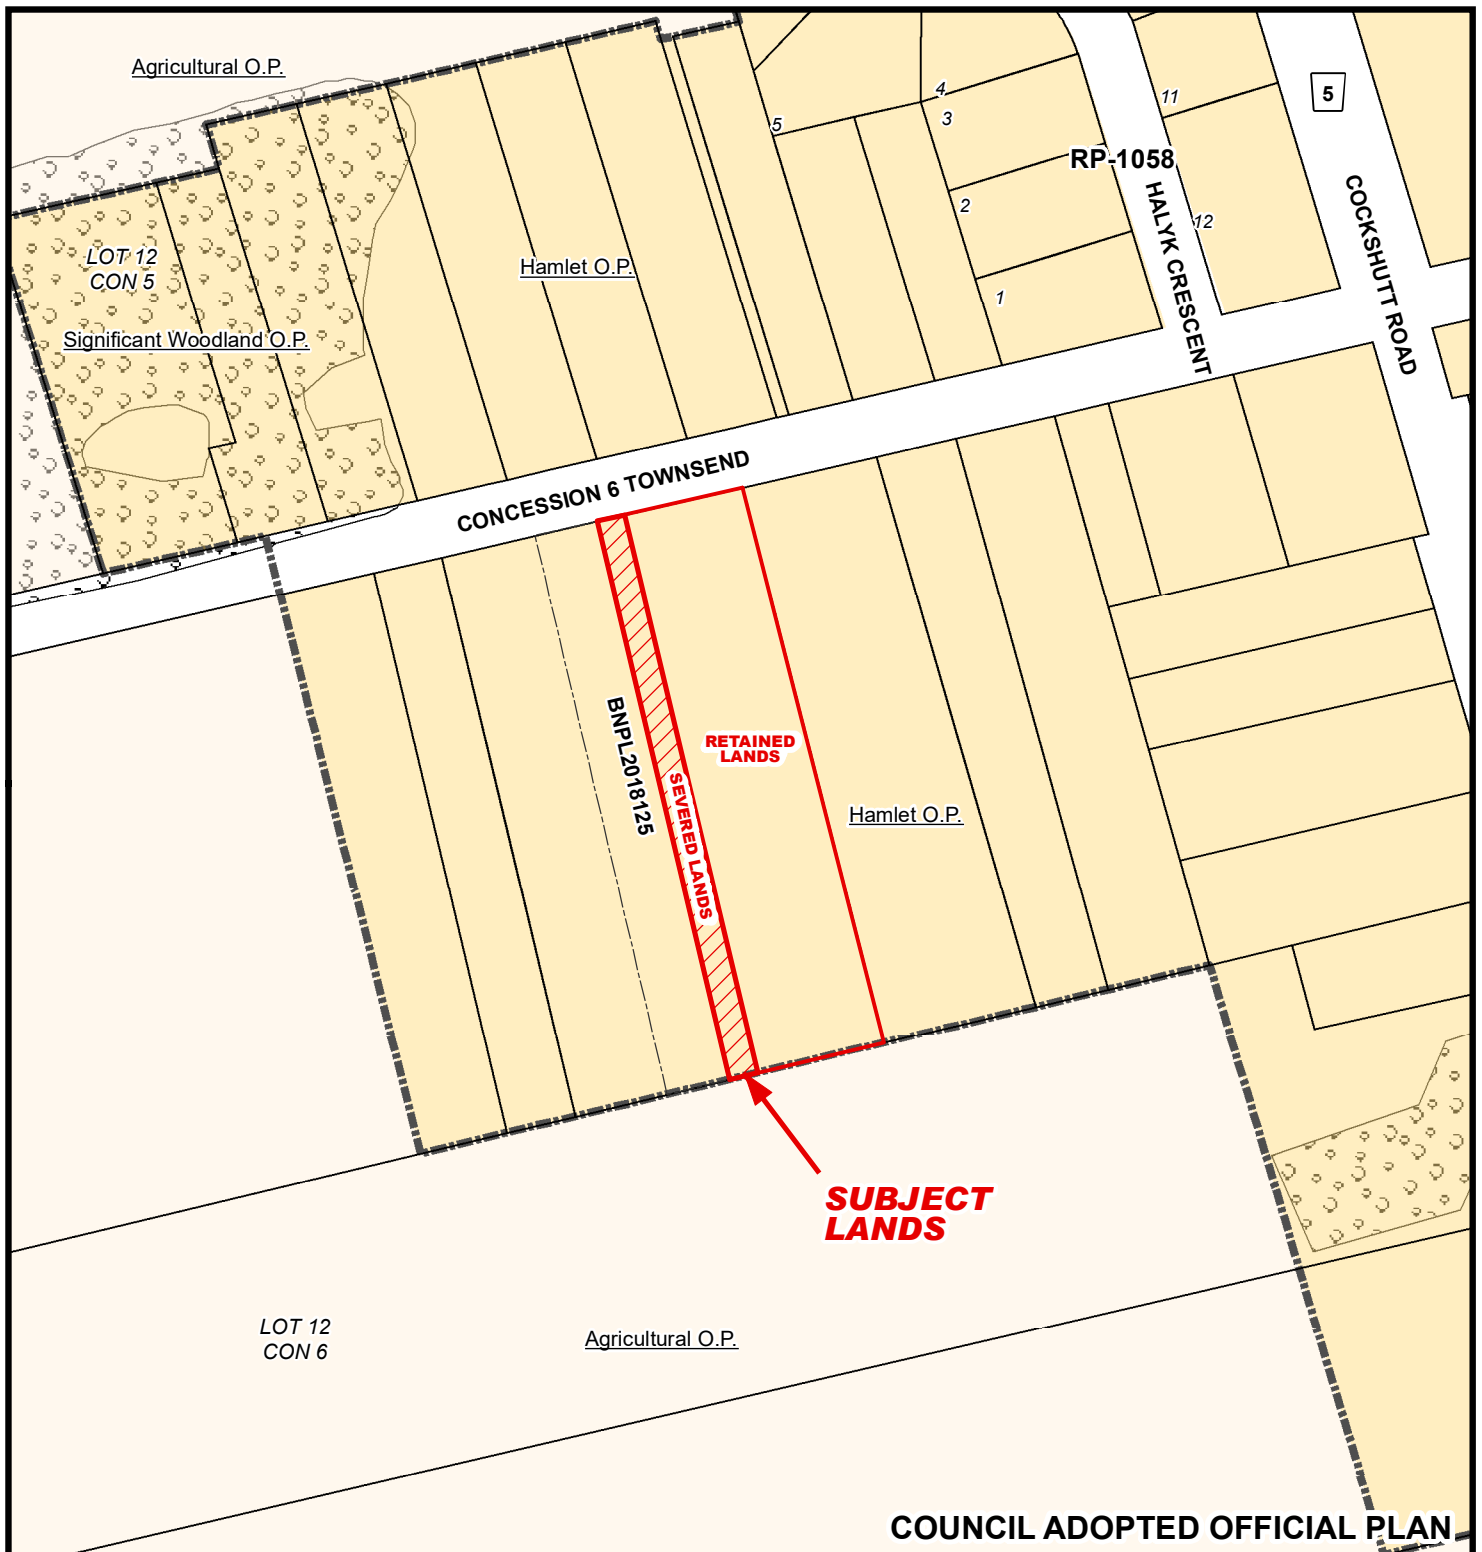 Agricultural O.P.
5
4
3
11
5
RP-1058
2
12
1
HALYK CRESCENT
COCKSHUTT ROAD
LOT 12
CON 5
Hamlet O.P.
Significant Woodland O.P.
CONCESSION 6 TOWNSEND
BNPL2018125
RETAINED
LANDS
SEVERED LANDS
Hamlet O.P.
SUBJECT
LANDS
LOT 12
CON 6
Agricultural O.P.
COUNCIL ADOPTED OFFICIAL PLAN